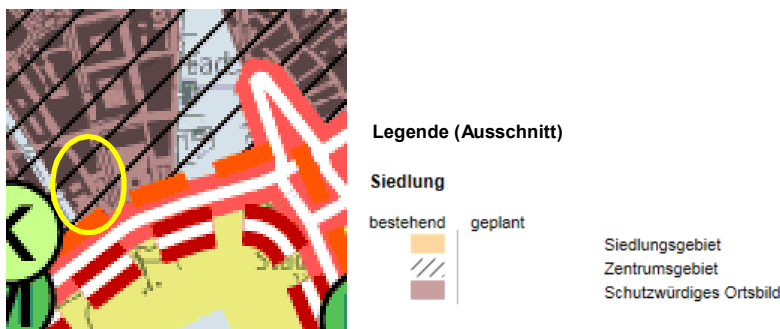 Legende (Ausschnitt)
Siedlung
bestehend geplant
Siedlungsgebiet
Zentrumsgebiet
Schutzwürdiges Ortsbild
K